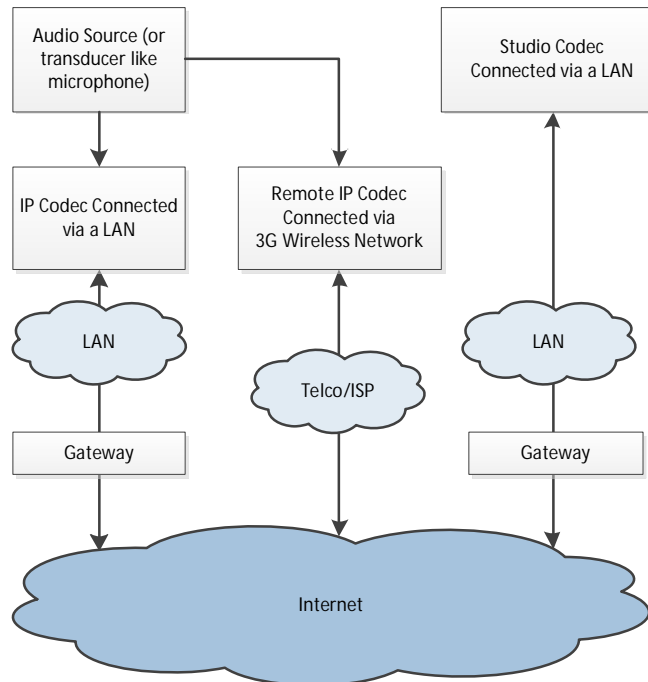 Audio Source (or
transducer like
microphone)
Studio Codec
Connected via a LAN
IP Codec Connected
via a LAN
Remote IP Codec
Connected via
3G Wireless Network
LAN
Telco/ISP
LAN
Gateway
Gateway
Internet